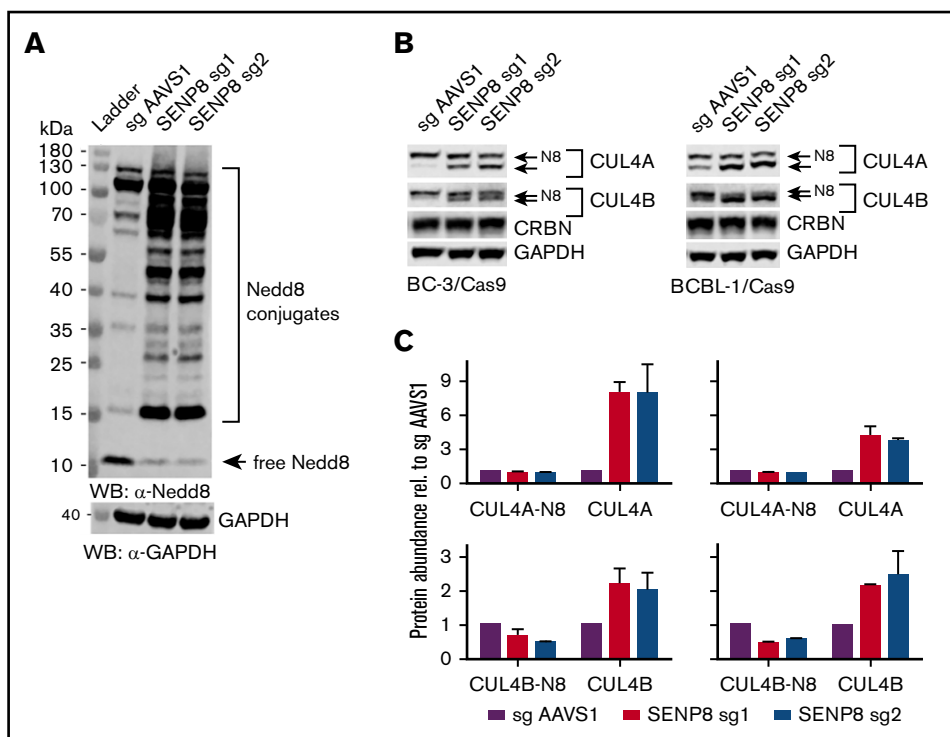 A
Ladder
sg AAVS1
SENP8 sg1
SENP8 sg2
kDa
180
130
100
70
55
40
35
25
15
10
Nedd8
conjugates
free Nedd8
WB: α-Nedd8
40
GAPDH
WB: α-GAPDH
B
sg AAVS1
SENP8 sg1
SENP8 sg2
N8
CUL4A
N8
CUL4B
CRBN
GAPDH
BC-3/Cas9
sg AAVS1
SENP8 sg1
SENP8 sg2
N8
CUL4A
N8
CUL4B
CRBN
GAPDH
BCBL-1/Cas9
C
Protein abundance rel. to sg AAVS1
9
6
3
0
CUL4A-N8 CUL4A
CUL4A-N8 CUL4A
3
2
1
0
CUL4B-N8 CUL4B
CUL4B-N8 CUL4B
sg AAVS1 SENP8 sg1 SENP8 sg2